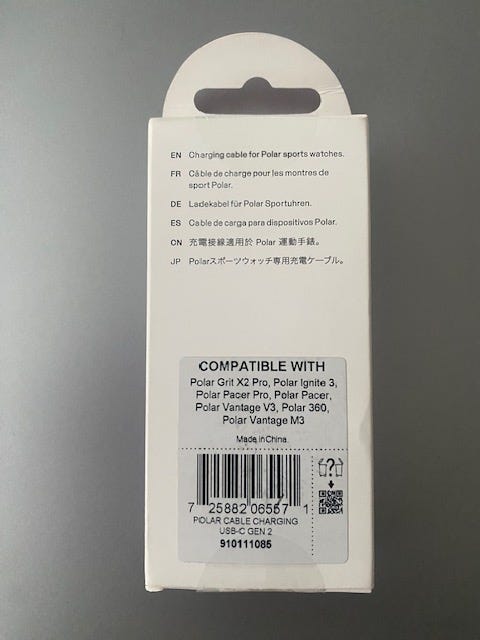 EN Charging cable for Polar sports watches.
FR Câble de charge pour les montres de
sport Polar.
DE Ladekabel für Polar Sportuhren.
ES Cable de carga para dispositivos Polar.
CN 充電接線適用於 Polar 運動手錶。
JP Polarスポーツウォッチ専用充電ケーブル。
COMPATIBLE WITH
Polar Grit X2 Pro, Polar Ignite 3,
Polar Pacer Pro, Polar Pacer,
Polar Vantage V3, Polar 360,
Polar Vantage M3
Made in China.
7 25882 06557 1
POLAR CABLE CHARGING
USB-C GEN 2
910111085